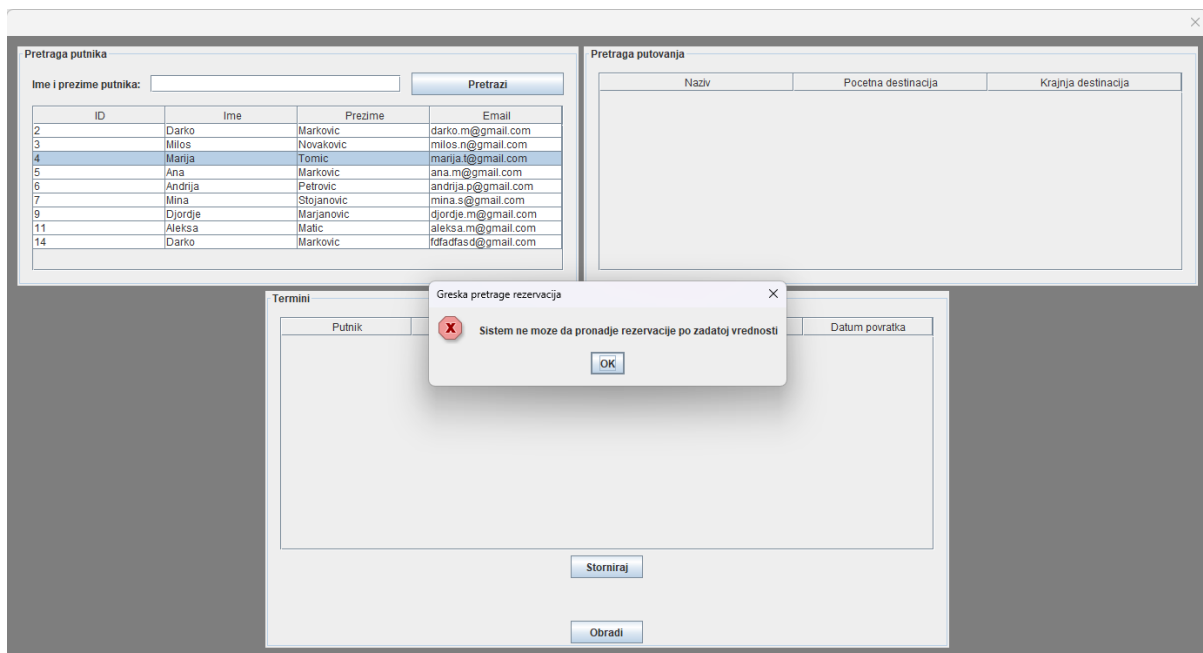 Pretraga putnika
Ime i prezime putnika: Pretrazi
ID Ime Prezime Email
2 Darko Markovic darko.m@gmail.com
3 Milos Novakovic milos.n@gmail.com
4 Marija Tomic marija.t@gmail.com
5 Ana Markovic ana.m@gmail.com
6 Andrija Petrovic andrija.p@gmail.com
7 Mina Stojanovic mina.s@gmail.com
9 Djordje Marjanovic djordje.m@gmail.com
11 Aleksa Matic aleksa.m@gmail.com
14 Darko Markovic fdfadfasd@gmail.com
Pretraga putovanja
Naziv Pocetna destinacija Krajnja destinacija
Termini
Putnik Datum povratka
Greska pretrage rezervacija
Sistem ne moze da pronadje rezervacije po zadatoj vrednosti
OK
Storniraj
Obradi